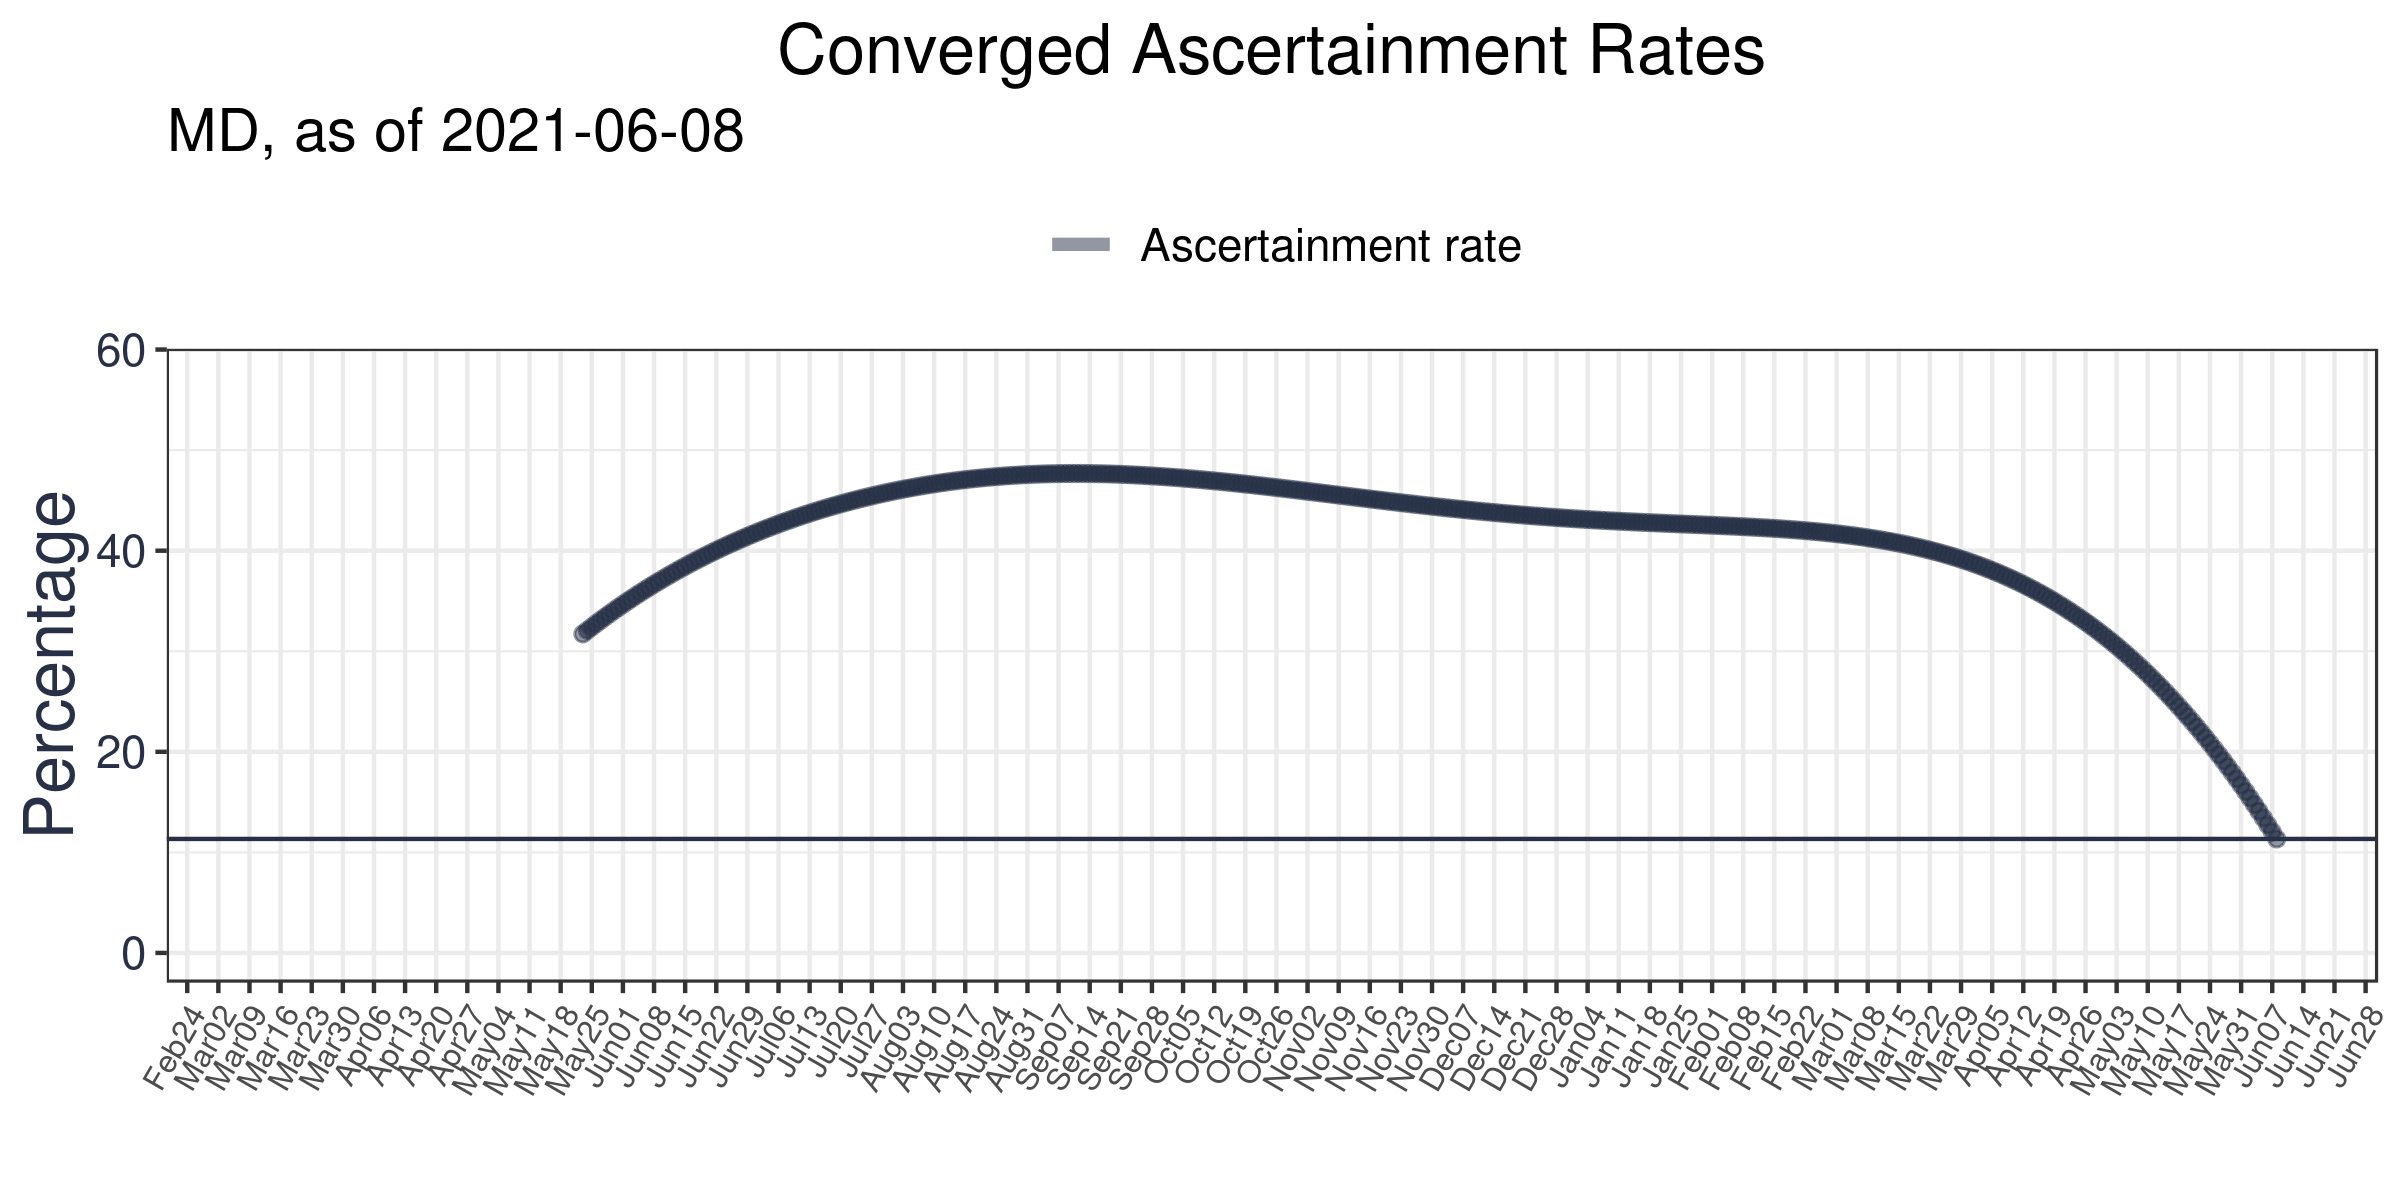 Converged Ascertainment Rates
MD, as of 2021-06-08
Ascertainment rate
Percentage
60
40
20
0
Feb24
Mar02
Mar09
Mar16
Mar23
Mar30
Apr06
Apr13
Apr20
Apr27
May04
May11
May18
May25
Jun01
Jun08
Jun15
Jun22
Jun29
Jul06
Jul13
Jul20
Jul27
Aug03
Aug10
Aug17
Aug24
Aug31
Sep07
Sep14
Sep21
Sep28
Oct05
Oct12
Oct19
Oct26
Nov02
Nov09
Nov16
Nov23
Nov30
Dec07
Dec14
Dec21
Dec28
Jan04
Jan11
Jan18
Jan25
Feb01
Feb08
Feb15
Feb22
Mar01
Mar08
Mar15
Mar22
Mar29
Apr05
Apr12
Apr19
Apr26
May03
May10
May17
May24
May31
Jun07
Jun14
Jun21
Jun28